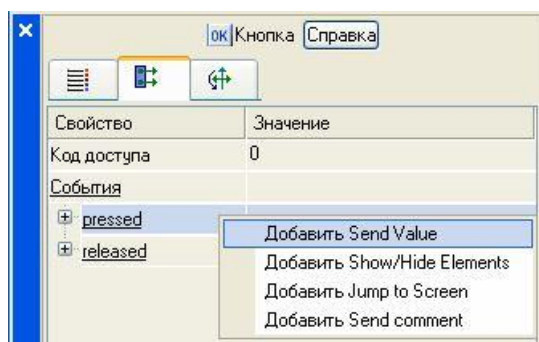 ок Кнопка Справка
Свойство Значение
Код доступа 0
События
pressed
Добавить Send Value
Добавить Show/Hide Elements
released
Добавить Jump to Screen
Добавить Send comment